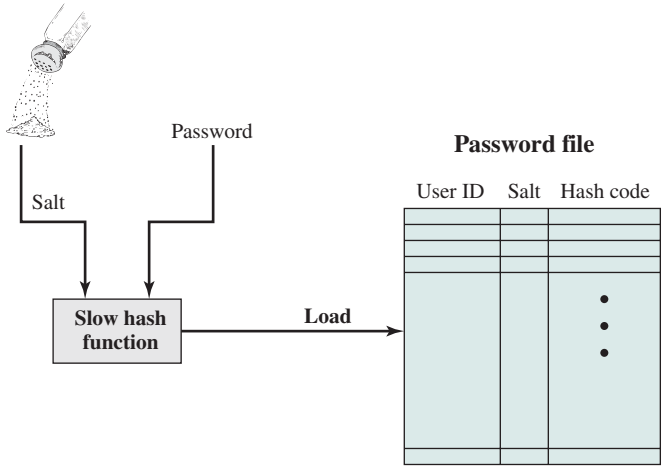 Password
Salt
Slow hash
function
Load
Password file
User ID Salt Hash code